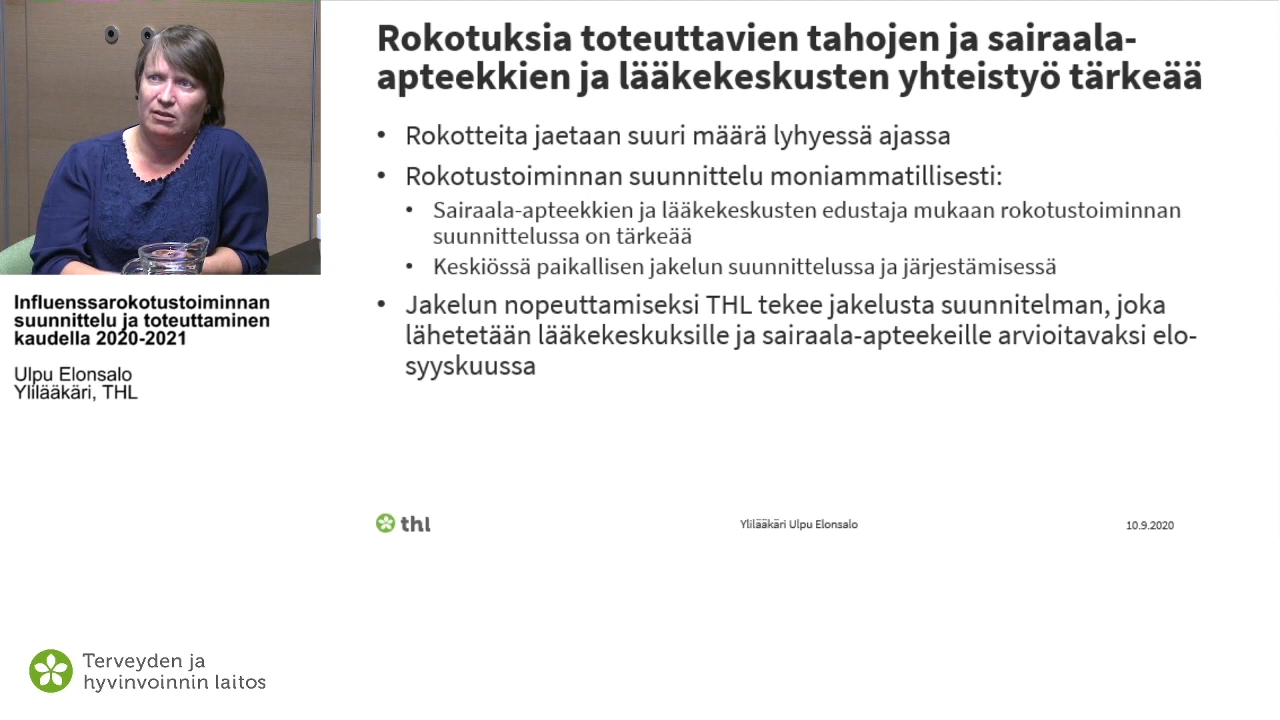 Rokotuksia toteuttavien tahojen ja sairaala-
apteekkien ja lääkekeskusten yhteistyö tärkeää
• Rokotteita jaetaan suuri määrä lyhyessä ajassa
• Rokotustoiminnan suunnittelu moniammatillisesti:
• Sairaala-apteekkien ja lääkekeskusten edustaja mukaan rokotustoiminnan
suunnittelussa on tärkeää
• Keskiössä paikallisen jakelun suunnittelussa ja järjestämisessä
• Jakelun nopeuttamiseksi THL tekee jakelusta suunnitelman, joka
lähetetään lääkekeskuksille ja sairaala-apteekeille arvioitavaksi elo-
syyskuussa
Influenssarokotustoiminnan
suunnittelu ja toteuttaminen
kaudella 2020-2021
Ulpu Elonsalo
Ylilääkäri, THL
thl
Ylilääkäri Ulpu Elonsalo
10.9.2020
Terveyden ja
hyvinvoinnin laitos